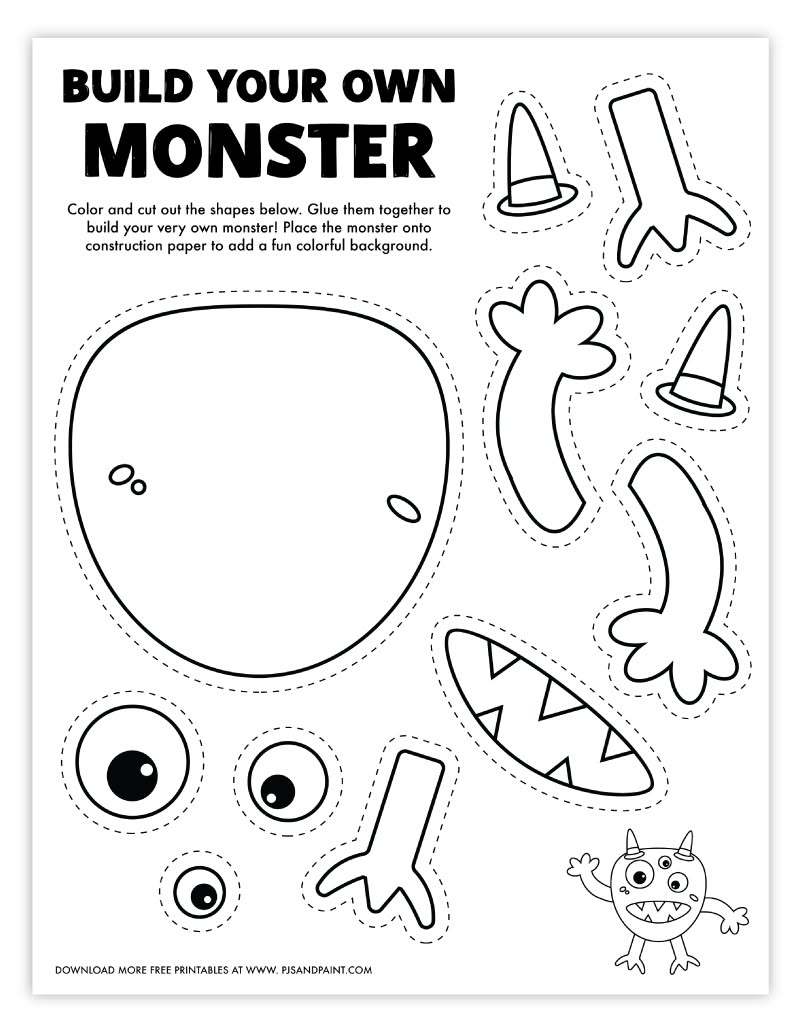 BUILD YOUR OWN
MONSTER
Color and cut out the shapes below. Glue them together to
build your very own monster! Place the monster onto
construction paper to add a fun colorful background.
DOWNLOAD MORE FREE PRINTABLES AT WWW. PJSANDPAINT.COM